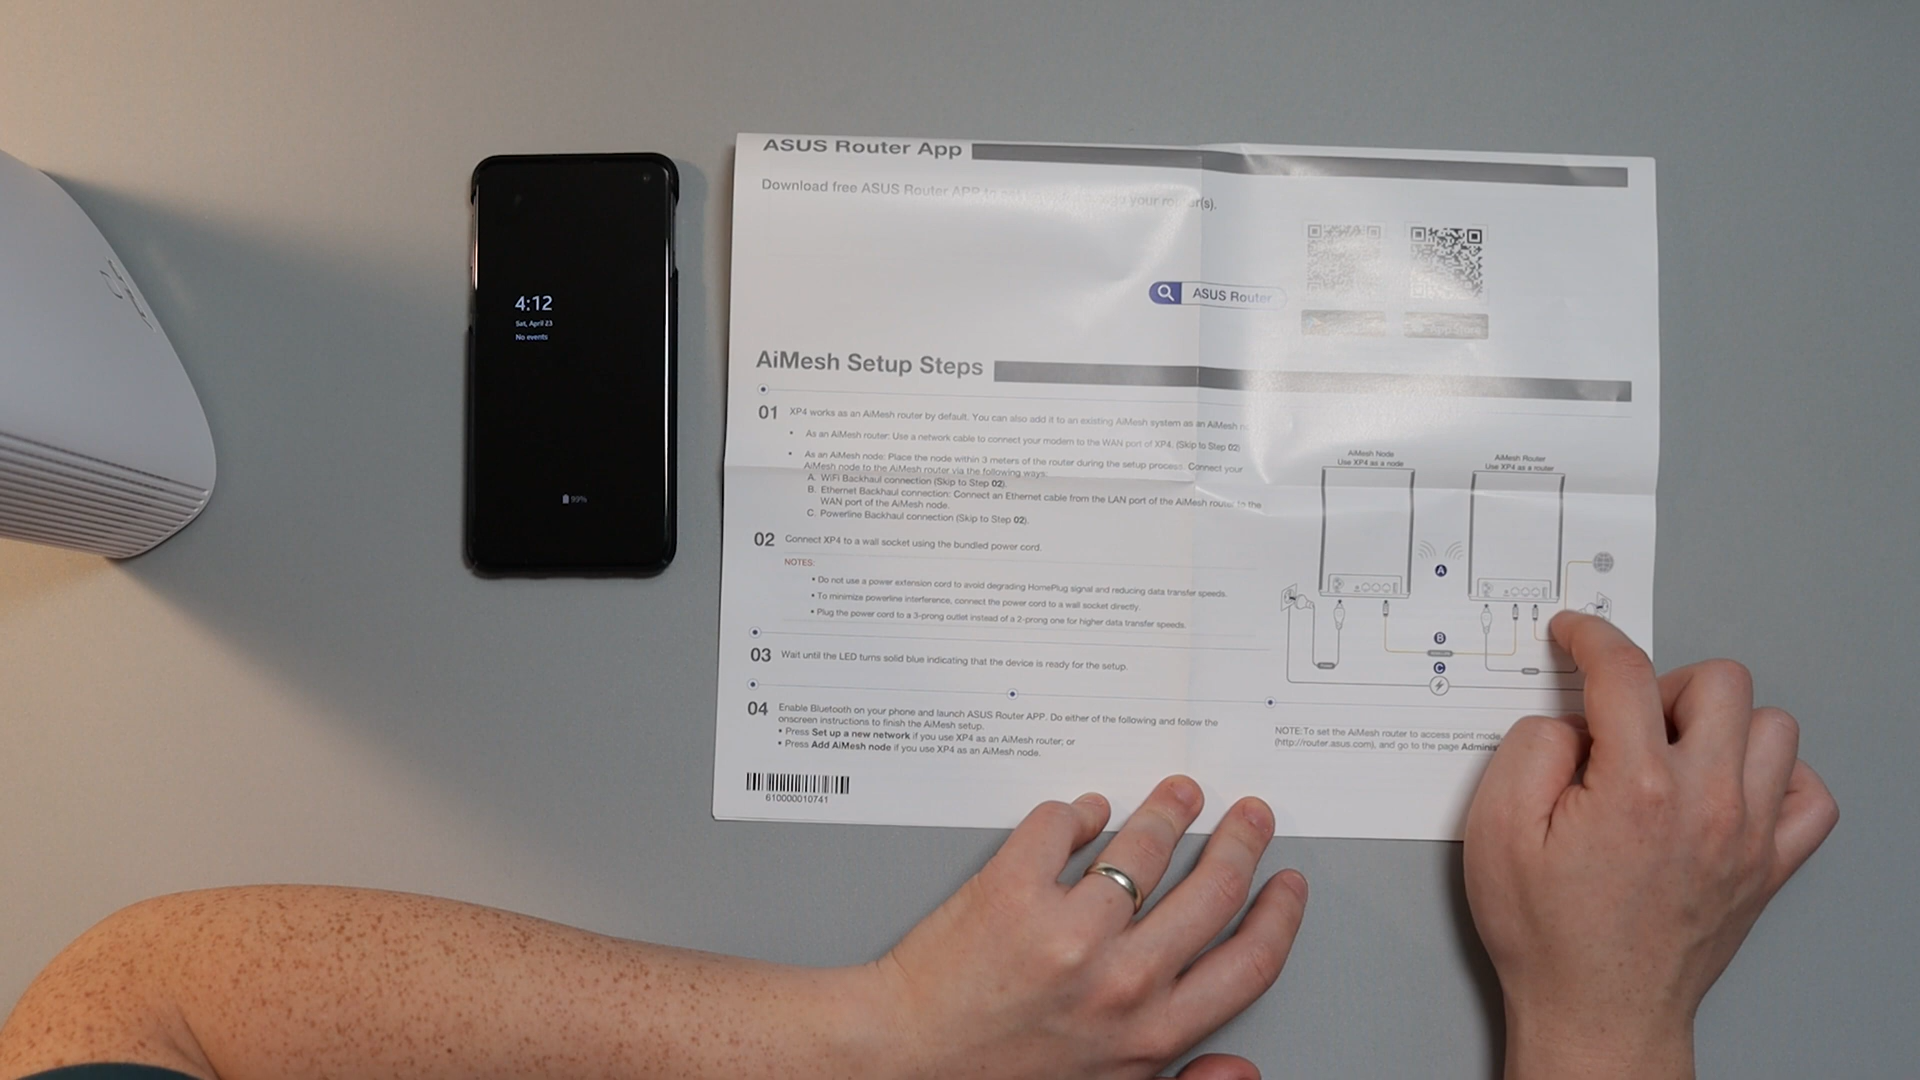 4:12
Sat, April 23
No events
99%
ASUS Router App
Download free ASUS Router APP to your router(s).
ASUS Router
App Store
AiMesh Setup Steps
01 XP4 works as an AiMesh router by default. You can also add it to an existing AiMesh system as an AiMesh
• As an AiMesh router: Use a network cable to connect your modem to the WAN port of XP4. (Skip to Step 02)
• As an AiMesh node: Place the node within 3 meters of the router during the setup process. Connect your
AiMesh node to the AiMesh router via the following ways:
A. WiFi Backhaul connection (Skip to Step 02).
B. Ethernet Backhaul connection: Connect an Ethernet cable from the LAN port of the AiMesh router to the
WAN port of the AiMesh node.
C. Powerline Backhaul connection (Skip to Step 02).
02 Connect XP4 to a wall socket using the bundled power cord.
NOTES:
• Do not use a power extension cord to avoid degrading HomePlug signal and reducing data transfer speeds.
• To minimize powerline interference, connect the power cord to a wall socket directly.
• Plug the power cord to a 3-prong outlet instead of a 2-prong one for higher data transfer speeds.
03 Wait until the LED turns solid blue indicating that the device is ready for the setup.
04 Enable Bluetooth on your phone and launch ASUS Router APP. Do either of the following and follow the
onscreen instructions to finish the AiMesh setup.
• Press Set up a new network if you use XP4 as an AiMesh router; or
• Press Add AiMesh node if you use XP4 as an AiMesh node.
610000010741
AiMesh Node
Use XP4 as a node
AiMesh Router
Use XP4 as a router
A
B
C
NOTE: To set the AiMesh router to access point mode,
(http://router.asus.com), and go to the page